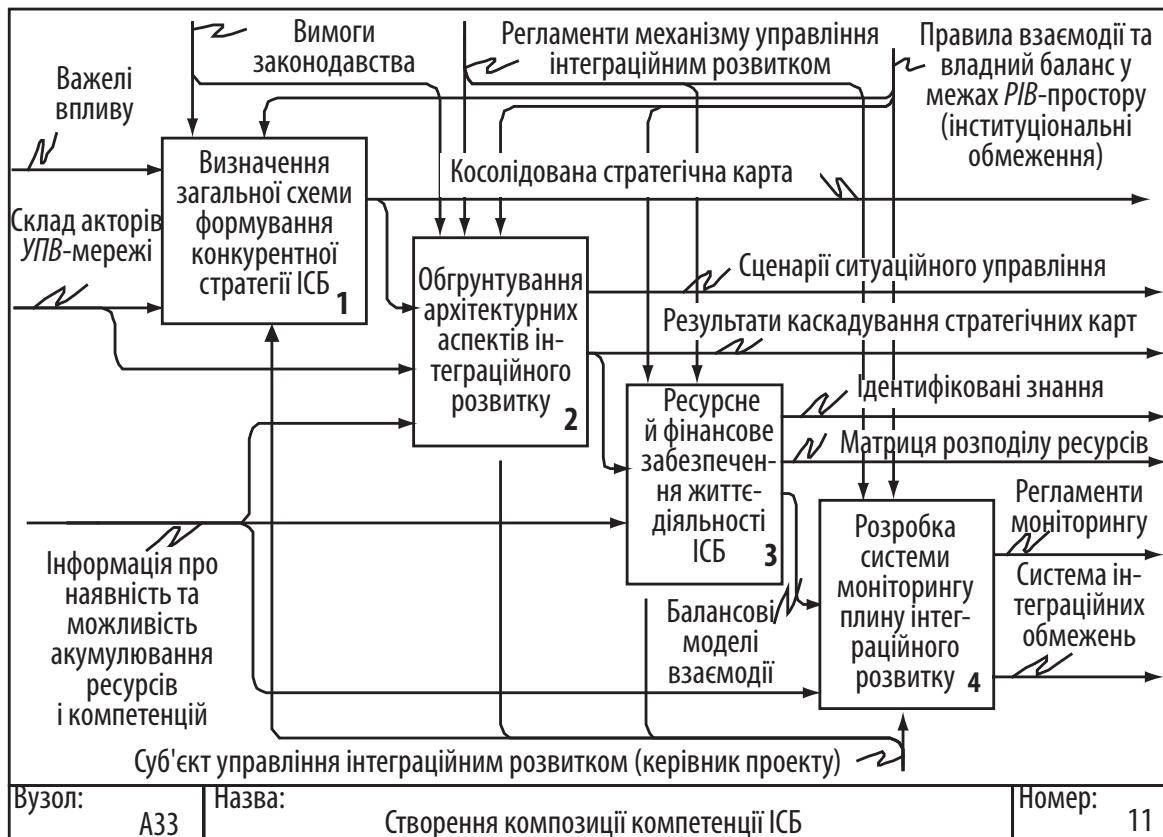 Вимоги
законодавства
Регламенти механізму управління
інтеграційним розвитком
Правила взаємодії та
владний баланс у
межах РІВ-простору
(інституціональні
обмеження)
Важелі
впливу
Визначення
загальної схеми
формування
конкурентної
стратегії ІСБ
1
Косолідована стратегічна карта
Склад акторів
УПВ-мережі
Обгрунтування
архітектурних
аспектів ін-
теграційного
розвитку
2
Сценарії ситуаційного управління
Результати каскадування стратегічних карт
Ресурсне
й фінансове
забезпечен-
ня життє-
діяльності
ІСБ
3
Ідентифіковані знання
Матриця розподілу ресурсів
Розробка
системи
моніторингу
плину інтег-
раційного
розвитку
4
Регламенти
моніторингу
Система ін-
теграційних
обмежень
Інформація про
наявність та
можливість
акумулювання
ресурсів
і компетенцій
Балансові
моделі
взаємодії
Суб'єкт управління інтеграційним розвитком (керівник проекту)
Вузол:
А33
Назва:
Створення композиції компетенції ІСБ
Номер:
11